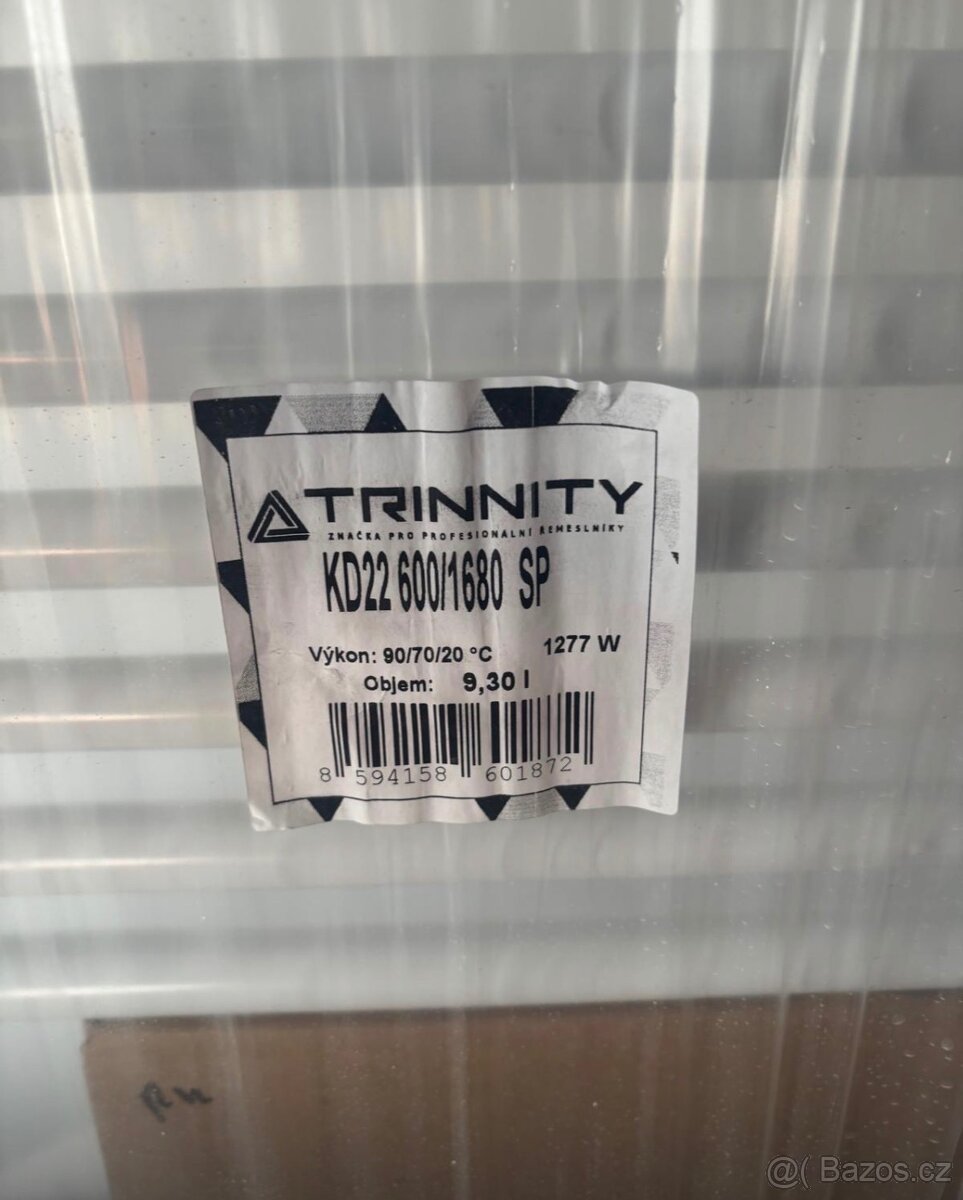 TRINNITY
ZNAČKA PRO PROFESIONÁLNÍ ŘEMESLNÍKY
KD22 600/1680 SP
Výkon: 90/70/20 °C 1277 W
Objem: 9,30 l
8 594158 601872
@( Bazos.cz